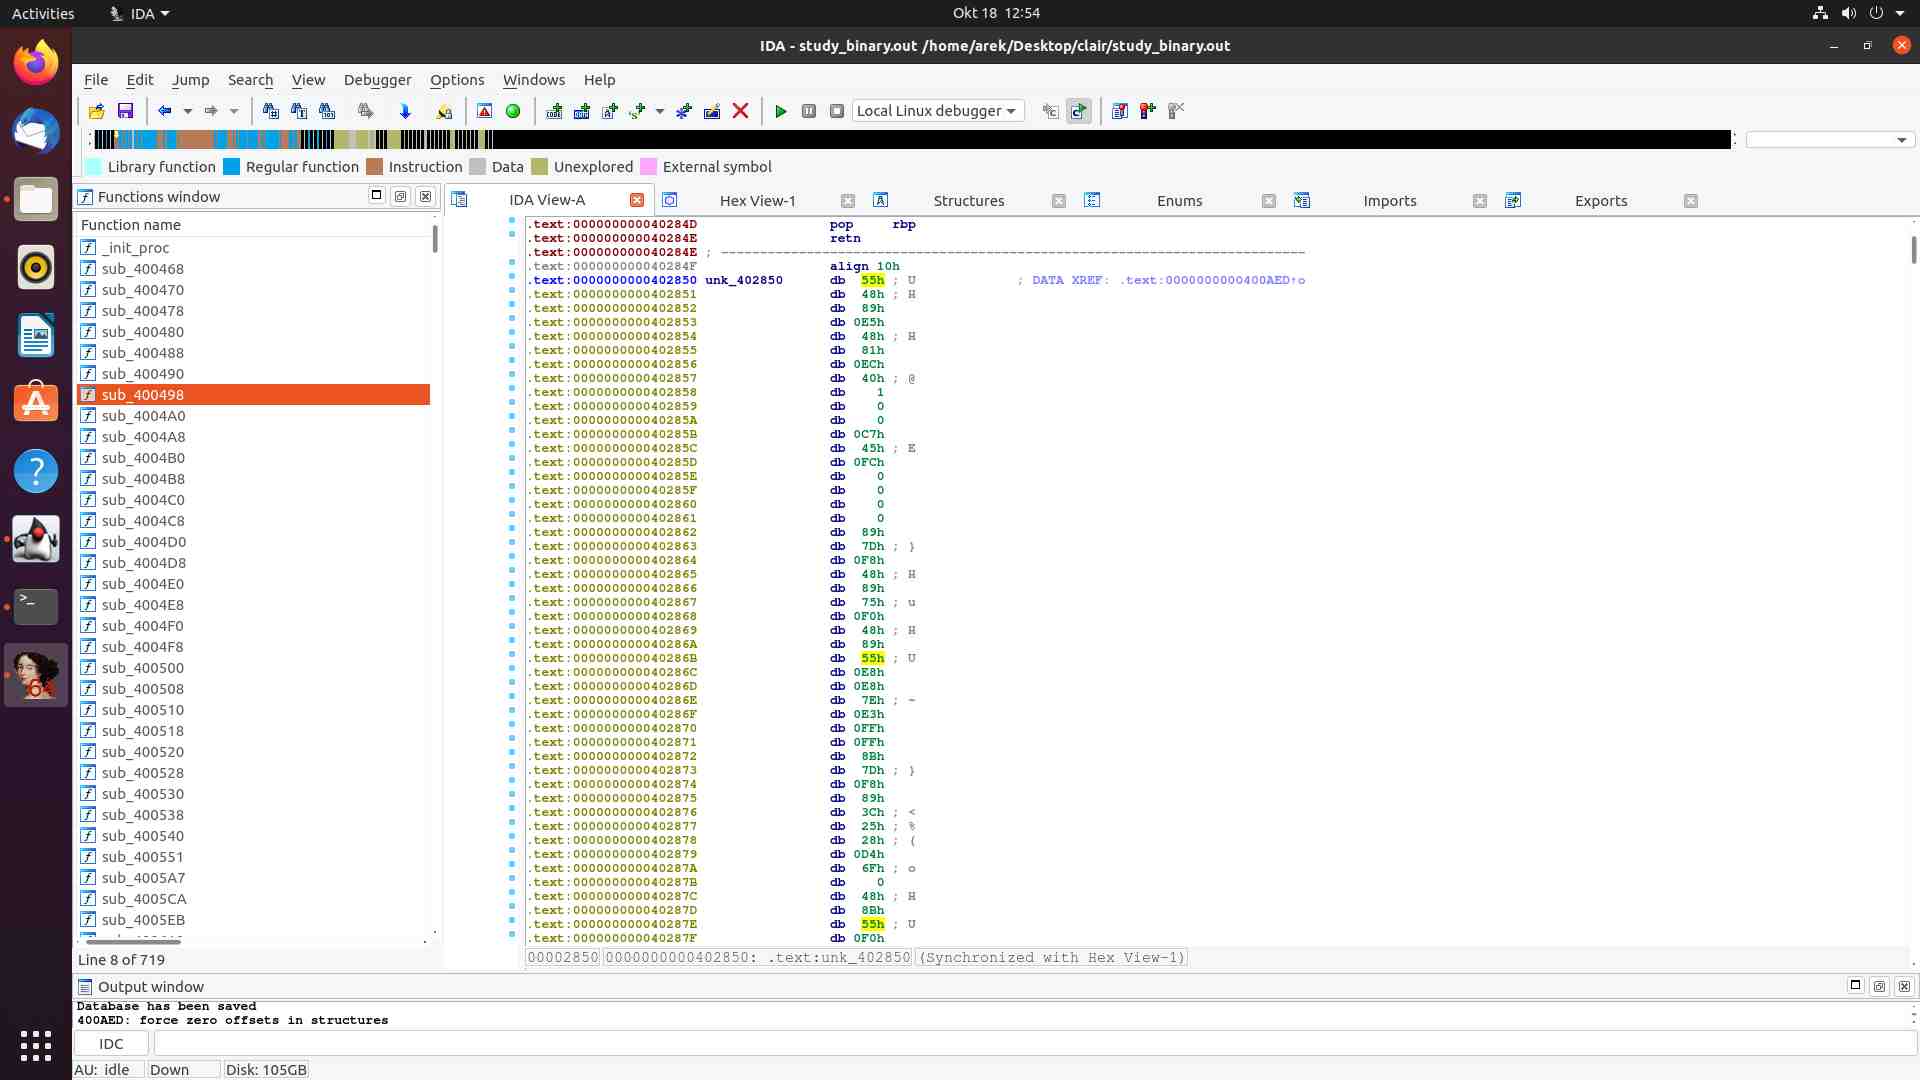 Activities
IDA
Okt 18 12:54
IDA - study_binary.out /home/arek/Desktop/clair/study_binary.out
File Edit Jump Search View Debugger Options Windows Help
Local Linux debugger
Library function Regular function Instruction Data Unexplored External symbol
Functions window
IDA View-A
Hex View-1
Structures
Enums
Imports
Exports
Function name
_init_proc
sub_400468
sub_400470
sub_400478
sub_400480
sub_400488
sub_400490
sub_400498
sub_4004A0
sub_4004A8
sub_4004B0
sub_4004B8
sub_4004C0
sub_4004C8
sub_4004D0
sub_4004D8
sub_4004E0
sub_4004E8
sub_4004F0
sub_4004F8
sub_400500
sub_400508
sub_400510
sub_400518
sub_400520
sub_400528
sub_400530
sub_400538
sub_400540
sub_400551
sub_4005A7
sub_4005CA
sub_4005EB
Line 8 of 719
.text:000000000040284D pop rbp
.text:000000000040284E retn
.text:000000000040284E ; ---------------------------------------------------------------------------
.text:000000000040284F align 10h
.text:0000000000402850 unk_402850 db 55h ; U ; DATA XREF: .text:0000000000400AED↑o
.text:0000000000402851 db 48h ; H
.text:0000000000402852 db 89h
.text:0000000000402853 db 0E5h
.text:0000000000402854 db 48h ; H
.text:0000000000402855 db 81h
.text:0000000000402856 db 0ECh
.text:0000000000402857 db 40h ; @
.text:0000000000402858 db 1
.text:0000000000402859 db 0
.text:000000000040285A db 0
.text:000000000040285B db 0C7h
.text:000000000040285C db 45h ; E
.text:000000000040285D db 0FCh
.text:000000000040285E db 0
.text:000000000040285F db 0
.text:0000000000402860 db 0
.text:0000000000402861 db 0
.text:0000000000402862 db 89h
.text:0000000000402863 db 7Dh ; }
.text:0000000000402864 db 0F8h
.text:0000000000402865 db 48h ; H
.text:0000000000402866 db 89h
.text:0000000000402867 db 75h ; u
.text:0000000000402868 db 0F0h
.text:0000000000402869 db 48h ; H
.text:000000000040286A db 89h
.text:000000000040286B db 55h ; U
.text:000000000040286C db 0E8h
.text:000000000040286D db 0E8h
.text:000000000040286E db 7Eh ; ~
.text:000000000040286F db 0E3h
.text:0000000000402870 db 0FFh
.text:0000000000402871 db 0FFh
.text:0000000000402872 db 8Bh
.text:0000000000402873 db 7Dh ; }
.text:0000000000402874 db 0F8h
.text:0000000000402875 db 89h
.text:0000000000402876 db 3Ch ; <
.text:0000000000402877 db 25h ; %
.text:0000000000402878 db 28h ; (
.text:0000000000402879 db 0D4h
.text:000000000040287A db 6Fh ; o
.text:000000000040287B db 0
.text:000000000040287C db 48h ; H
.text:000000000040287D db 8Bh
.text:000000000040287E db 55h ; U
.text:000000000040287F db 0F0h
00002850 0000000000402850: .text:unk_402850 (Synchronized with Hex View-1)
Output window
Database has been saved
400AED: force zero offsets in structures
IDC
AU: idle Down Disk: 105GB